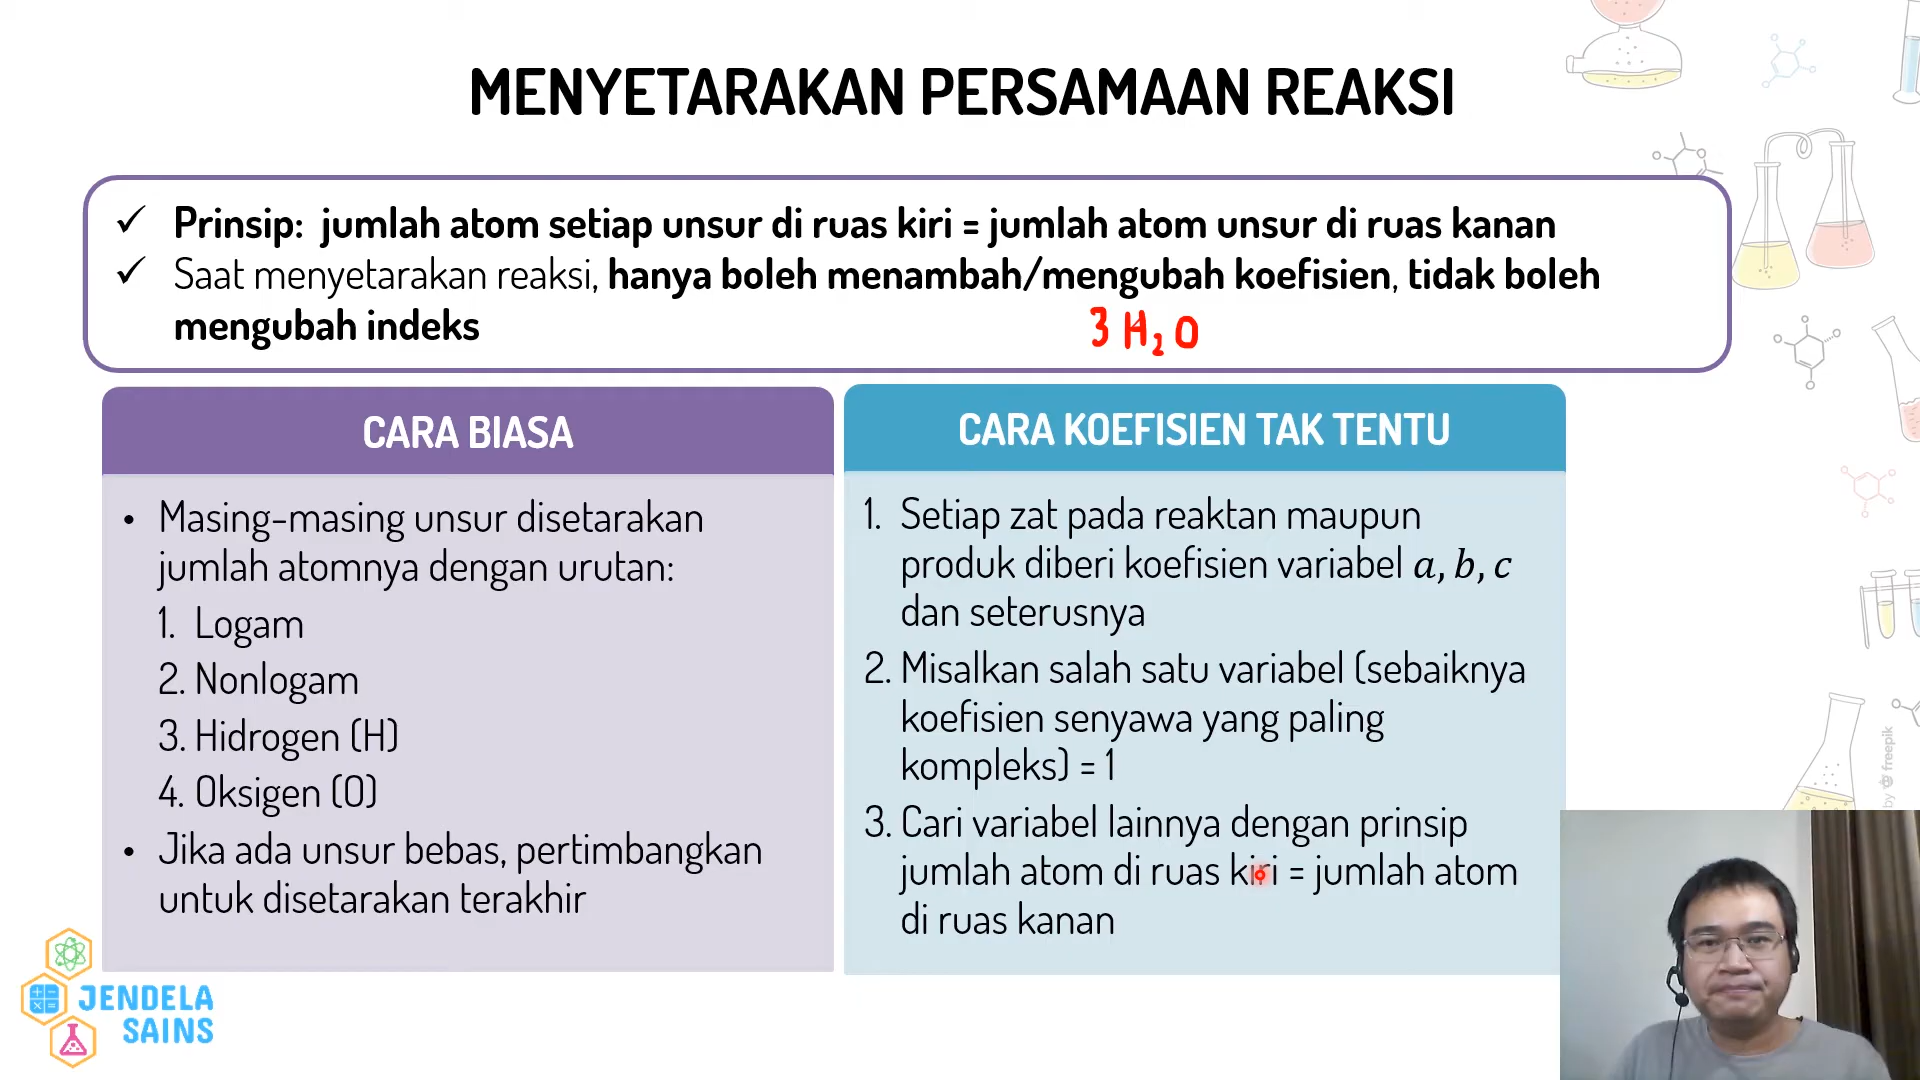 MENYETARAKAN PERSAMAAN REAKSI
✓ Prinsip: jumlah atom setiap unsur di ruas kiri = jumlah atom unsur di ruas kanan
✓ Saat menyetarakan reaksi, hanya boleh menambah/mengubah koefisien, tidak boleh
mengubah indeks
3 H₂O
CARA BIASA
• Masing-masing unsur disetarakan
jumlah atomnya dengan urutan:
1. Logam
2. Nonlogam
3. Hidrogen (H)
4. Oksigen (O)
• Jika ada unsur bebas, pertimbangkan
untuk disetarakan terakhir
CARA KOEFISIEN TAK TENTU
1. Setiap zat pada reaktan maupun
produk diberi koefisien variabel a, b, c
dan seterusnya
2. Misalkan salah satu variabel (sebaiknya
koefisien senyawa yang paling
kompleks) = 1
3. Cari variabel lainnya dengan prinsip
jumlah atom di ruas kiri = jumlah atom
di ruas kanan
JENDELA
SAINS
by freepik